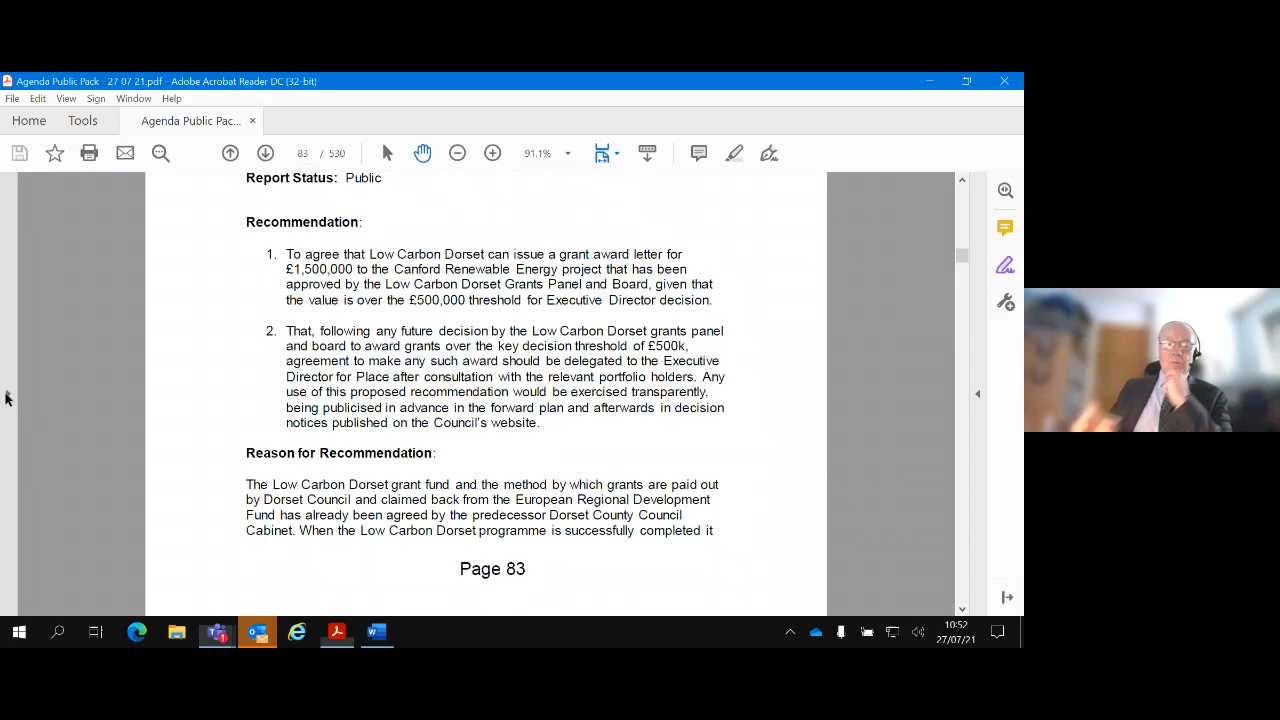 Agenda Public Pack - 27 07 21.pdf - Adobe Acrobat Reader DC (32-bit)
File Edit View Sign Window Help
Home Tools Agenda Public Pac... ×
83 / 530 91.1%
Report Status: Public
Recommendation:
1. To agree that Low Carbon Dorset can issue a grant award letter for
£1,500,000 to the Canford Renewable Energy project that has been
approved by the Low Carbon Dorset Grants Panel and Board, given that
the value is over the £500,000 threshold for Executive Director decision.
2. That, following any future decision by the Low Carbon Dorset grants panel
and board to award grants over the key decision threshold of £500k,
agreement to make any such award should be delegated to the Executive
Director for Place after consultation with the relevant portfolio holders. Any
use of this proposed recommendation would be exercised transparently,
being publicised in advance in the forward plan and afterwards in decision
notices published on the Council's website.
Reason for Recommendation:
The Low Carbon Dorset grant fund and the method by which grants are paid out
by Dorset Council and claimed back from the European Regional Development
Fund has already been agreed by the predecessor Dorset County Council
Cabinet. When the Low Carbon Dorset programme is successfully completed it
Page 83
10:52
27/07/21